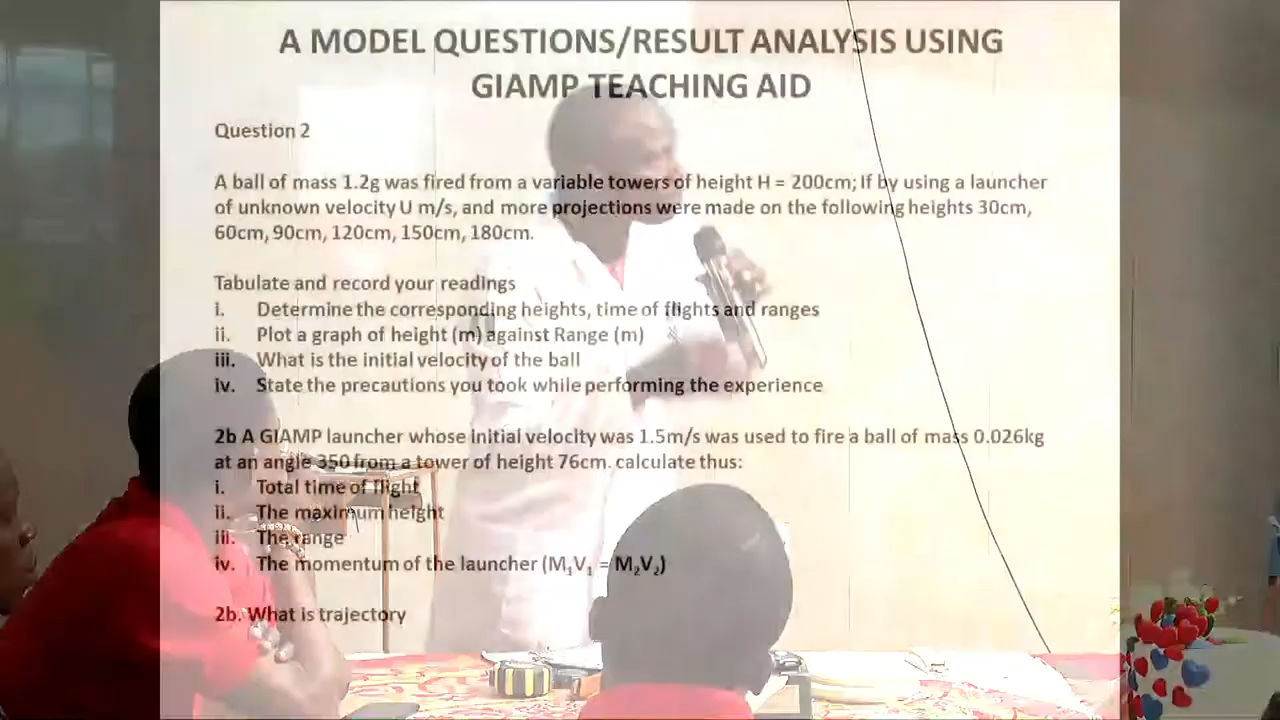 A MODEL QUESTIONS/RESULT ANALYSIS USING
GIAMP TEACHING AID
Question 2
A ball of mass 1.2g was fired from a variable towers of height H = 200cm; If by using a launcher
of unknown velocity U m/s, and more projections were made on the following heights 30cm,
60cm, 90cm, 120cm, 150cm, 180cm.
Tabulate and record your readings
i. Determine the corresponding heights, time of flights and ranges
ii. Plot a graph of height (m) against Range (m)
iii. What is the initial velocity of the ball
iv. State the precautions you took while performing the experience
2b A GIAMP launcher whose initial velocity was 1.5m/s was used to fire a ball of mass 0.026kg
at an angle 350 from a tower of height 76cm. calculate thus:
i. Total time of flight
ii. The maximum height
iii. The range
iv. The momentum of the launcher (M₁V₁ = M₂V₂)
2b. What is trajectory